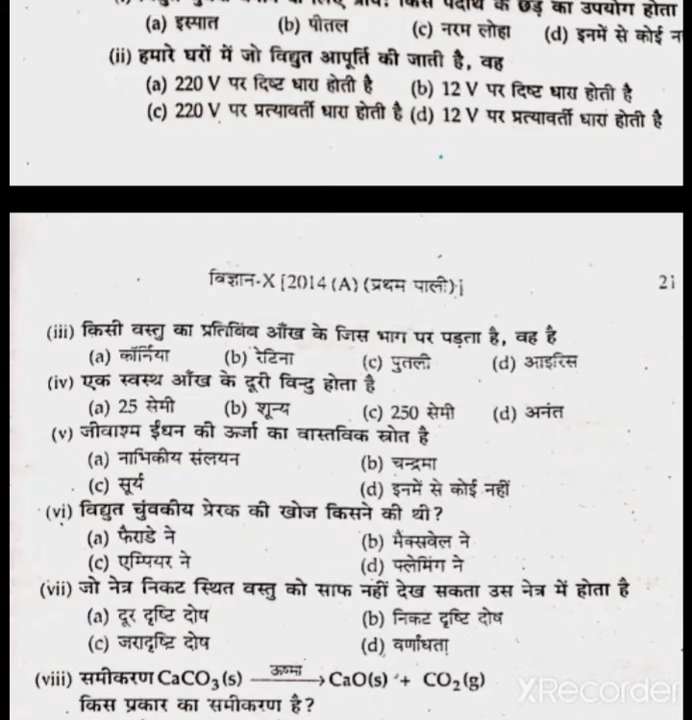 (a) इस्पात (b) पीतल (c) नरम लोहा (d) इनमें से कोई
(ii) हमारे घरों में जो विद्युत आपूर्ति की जाती है, वह
(a) 220 V पर दिष्ट धारा होती है (b) 12 V पर दिष्ट धारा होती है
(c) 220 V पर प्रत्यावर्ती धारा होती है (d) 12 V पर प्रत्यावर्ती धारा होती है
विज्ञान-X [2014 (A) (प्रथम पाली)] 21
(iii) किसी वस्तु का प्रतिबिंब आँख के जिस भाग पर पड़ता है, वह है
(a) कॉर्निया (b) रेटिना (c) पुतली (d) आइरिस
(iv) एक स्वस्थ आँख के दूरी विन्दु होता है
(a) 25 सेमी (b) शून्य (c) 250 सेमी (d) अनंत
(v) जीवाश्म ईंधन की ऊर्जा का वास्तविक स्रोत है
(a) नाभिकीय संलयन (b) चन्द्रमा
(c) सूर्य (d) इनमें से कोई नहीं
(vi) विद्युत चुंवकीय प्रेरक की खोज किसने की थी?
(a) फैराडे ने (b) मैक्सवेल ने
(c) एम्पियर ने (d) फ्लेमिंग ने
(vii) जो नेत्र निकट स्थित वस्तु को साफ नहीं देख सकता उस नेत्र में होता है
(a) दूर दृष्टि दोष (b) निकट दृष्टि दोष
(c) जरादृष्टि दोष (d) वर्णांधता
(viii) समीकरण CaCO₃ (s) ऊष्मा → CaO(s) + CO₂ (g)
किस प्रकार का समीकरण है?
XRecorder